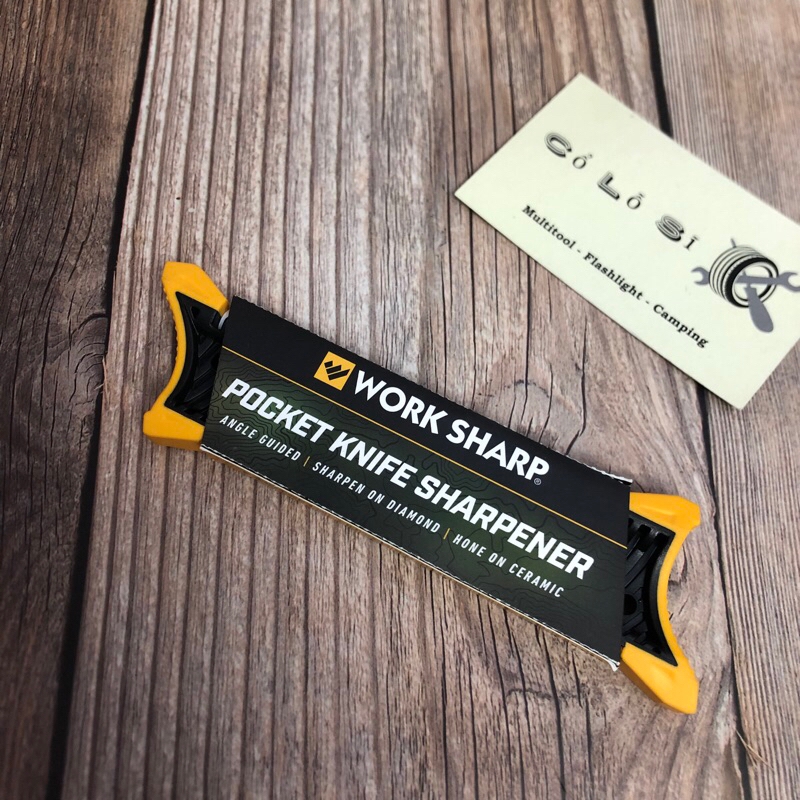 Cổ Lỗ Sĩ
Multitool - Flashlight - Camping
WORK SHARP®
POCKET KNIFE SHARPENER
ANGLE GUIDED | SHARPEN ON DIAMOND | HONE ON CERAMIC